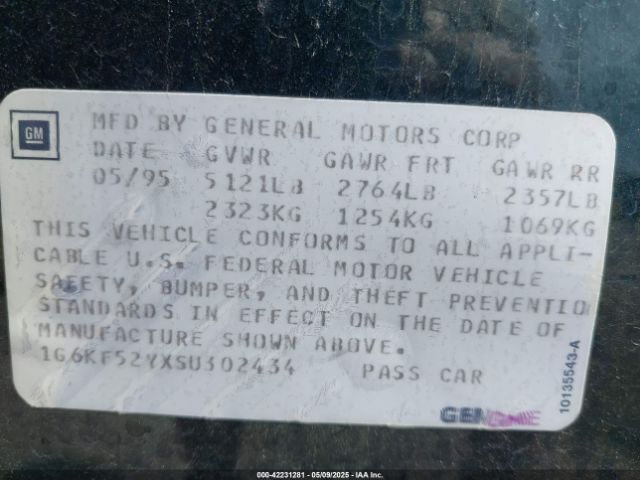 GM
MFD BY GENERAL MOTORS CORP
DATE GVWR GAWR FRT GAWR RR
05/95 5121LB 2764LB 2357LB
2323KG 1254KG 1069KG
THIS VEHICLE CONFORMS TO ALL APPLI-
CABLE U.S. FEDERAL MOTOR VEHICLE
SAFETY, BUMPER, AND THEFT PREVENTIO
STANDARDS IN EFFECT ON THE DATE OF
MANUFACTURE SHOWN ABOVE.
1G6KF52YXSU302434 PASS CAR
10135543-A
000-42231281 - 05/09/2025 - IAA Inc.